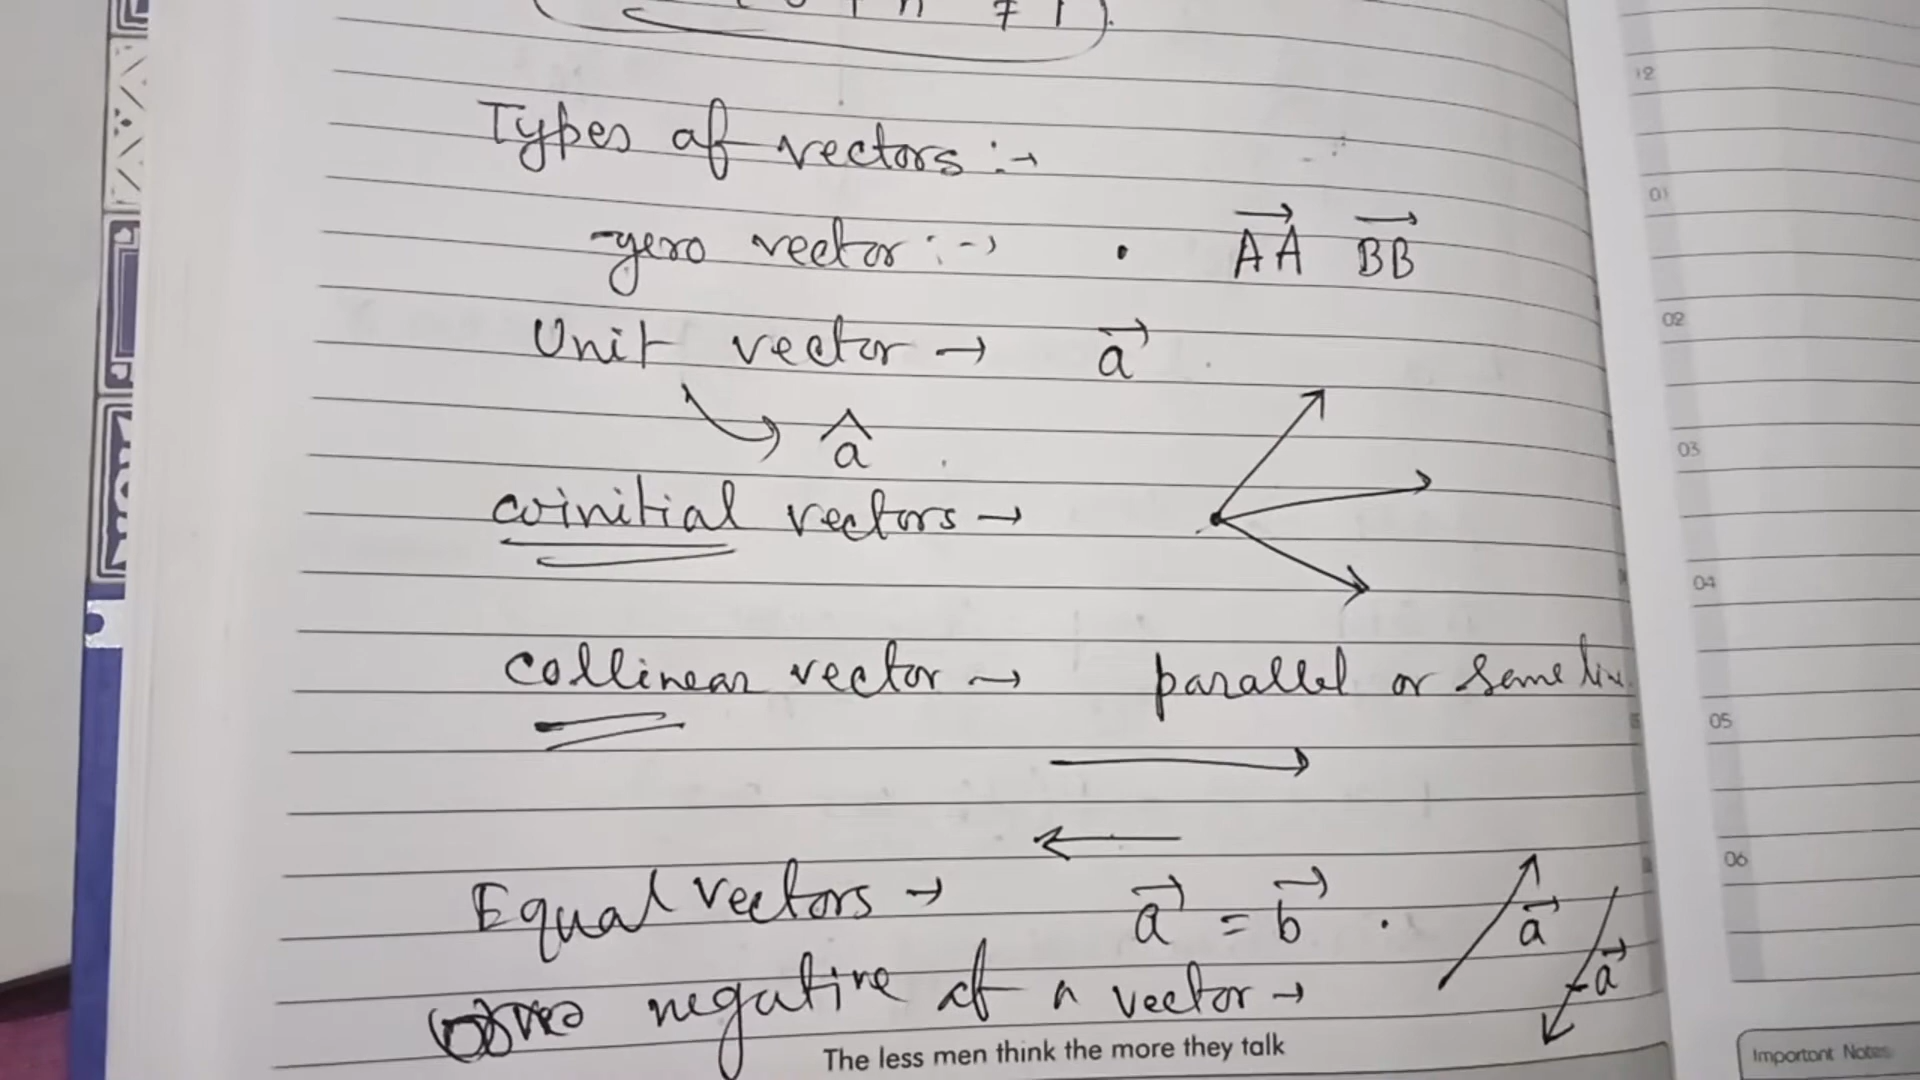 Types of vectors :→
zero vector :-→ . AA BB
Unit vector → a
â
coinitial vectors →
collinear vector → parallel or same line
Equal vectors → a = b . a
negative of a vector → -a
The less men think the more they talk
12
01
02
03
04
05
06
Important Notes